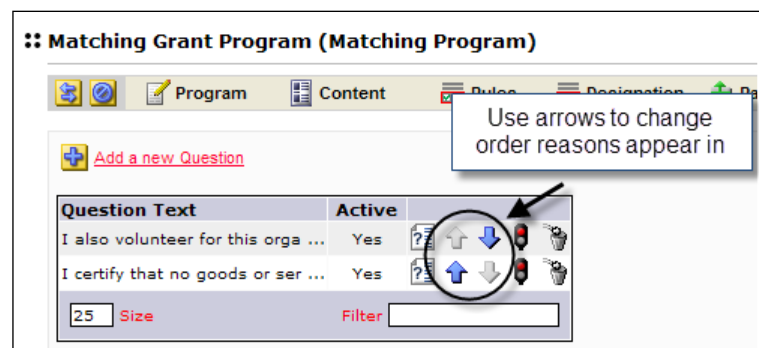 Matching Grant Program (Matching Program)
Program Content Rules Designation Pa
Use arrows to change
order reasons appear in
Add a new Question
Question Text Active
I also volunteer for this orga ... Yes
I certify that no goods or ser ... Yes
25 Size Filter